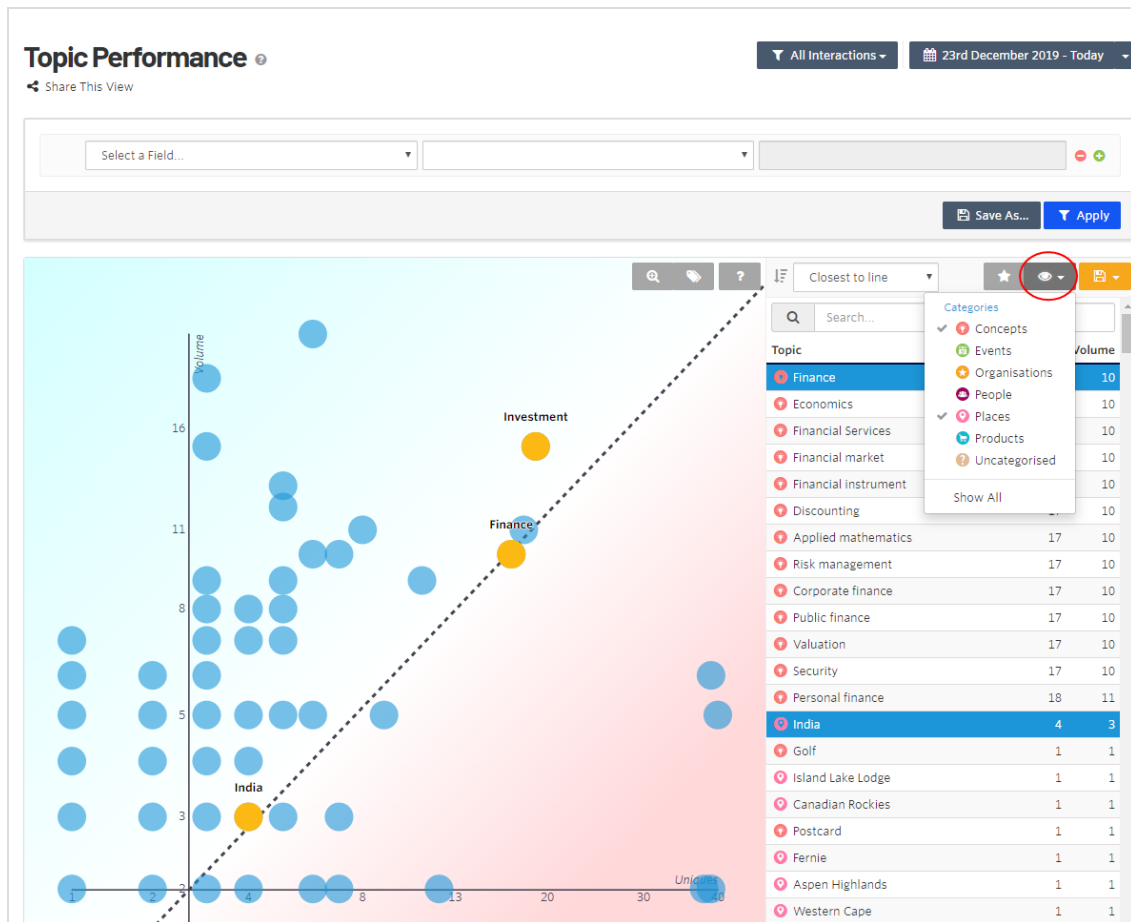 Topic Performance ?
All Interactions
23rd December 2019 - Today
Share This View
Select a Field...
Save As...
Apply
?
Closest to line
Search...
Categories
Concepts
Events
Organisations
People
Places
Products
Uncategorised
Show All
Topic Volume
Finance 10
Economics 10
Financial Services 10
Financial market 10
Financial instrument 10
Discounting 17 10
Applied mathematics 17 10
Risk management 17 10
Corporate finance 17 10
Public finance 17 10
Valuation 17 10
Security 17 10
Personal finance 18 11
India 4 3
Golf 1 1
Island Lake Lodge 1 1
Canadian Rockies 1 1
Postcard 1 1
Fernie 1 1
Aspen Highlands 1 1
Western Cape 1 1
Volume
Investment
16
Finance
11
8
5
India
3
2
Uniques
1 2 4 8 13 20 30 40